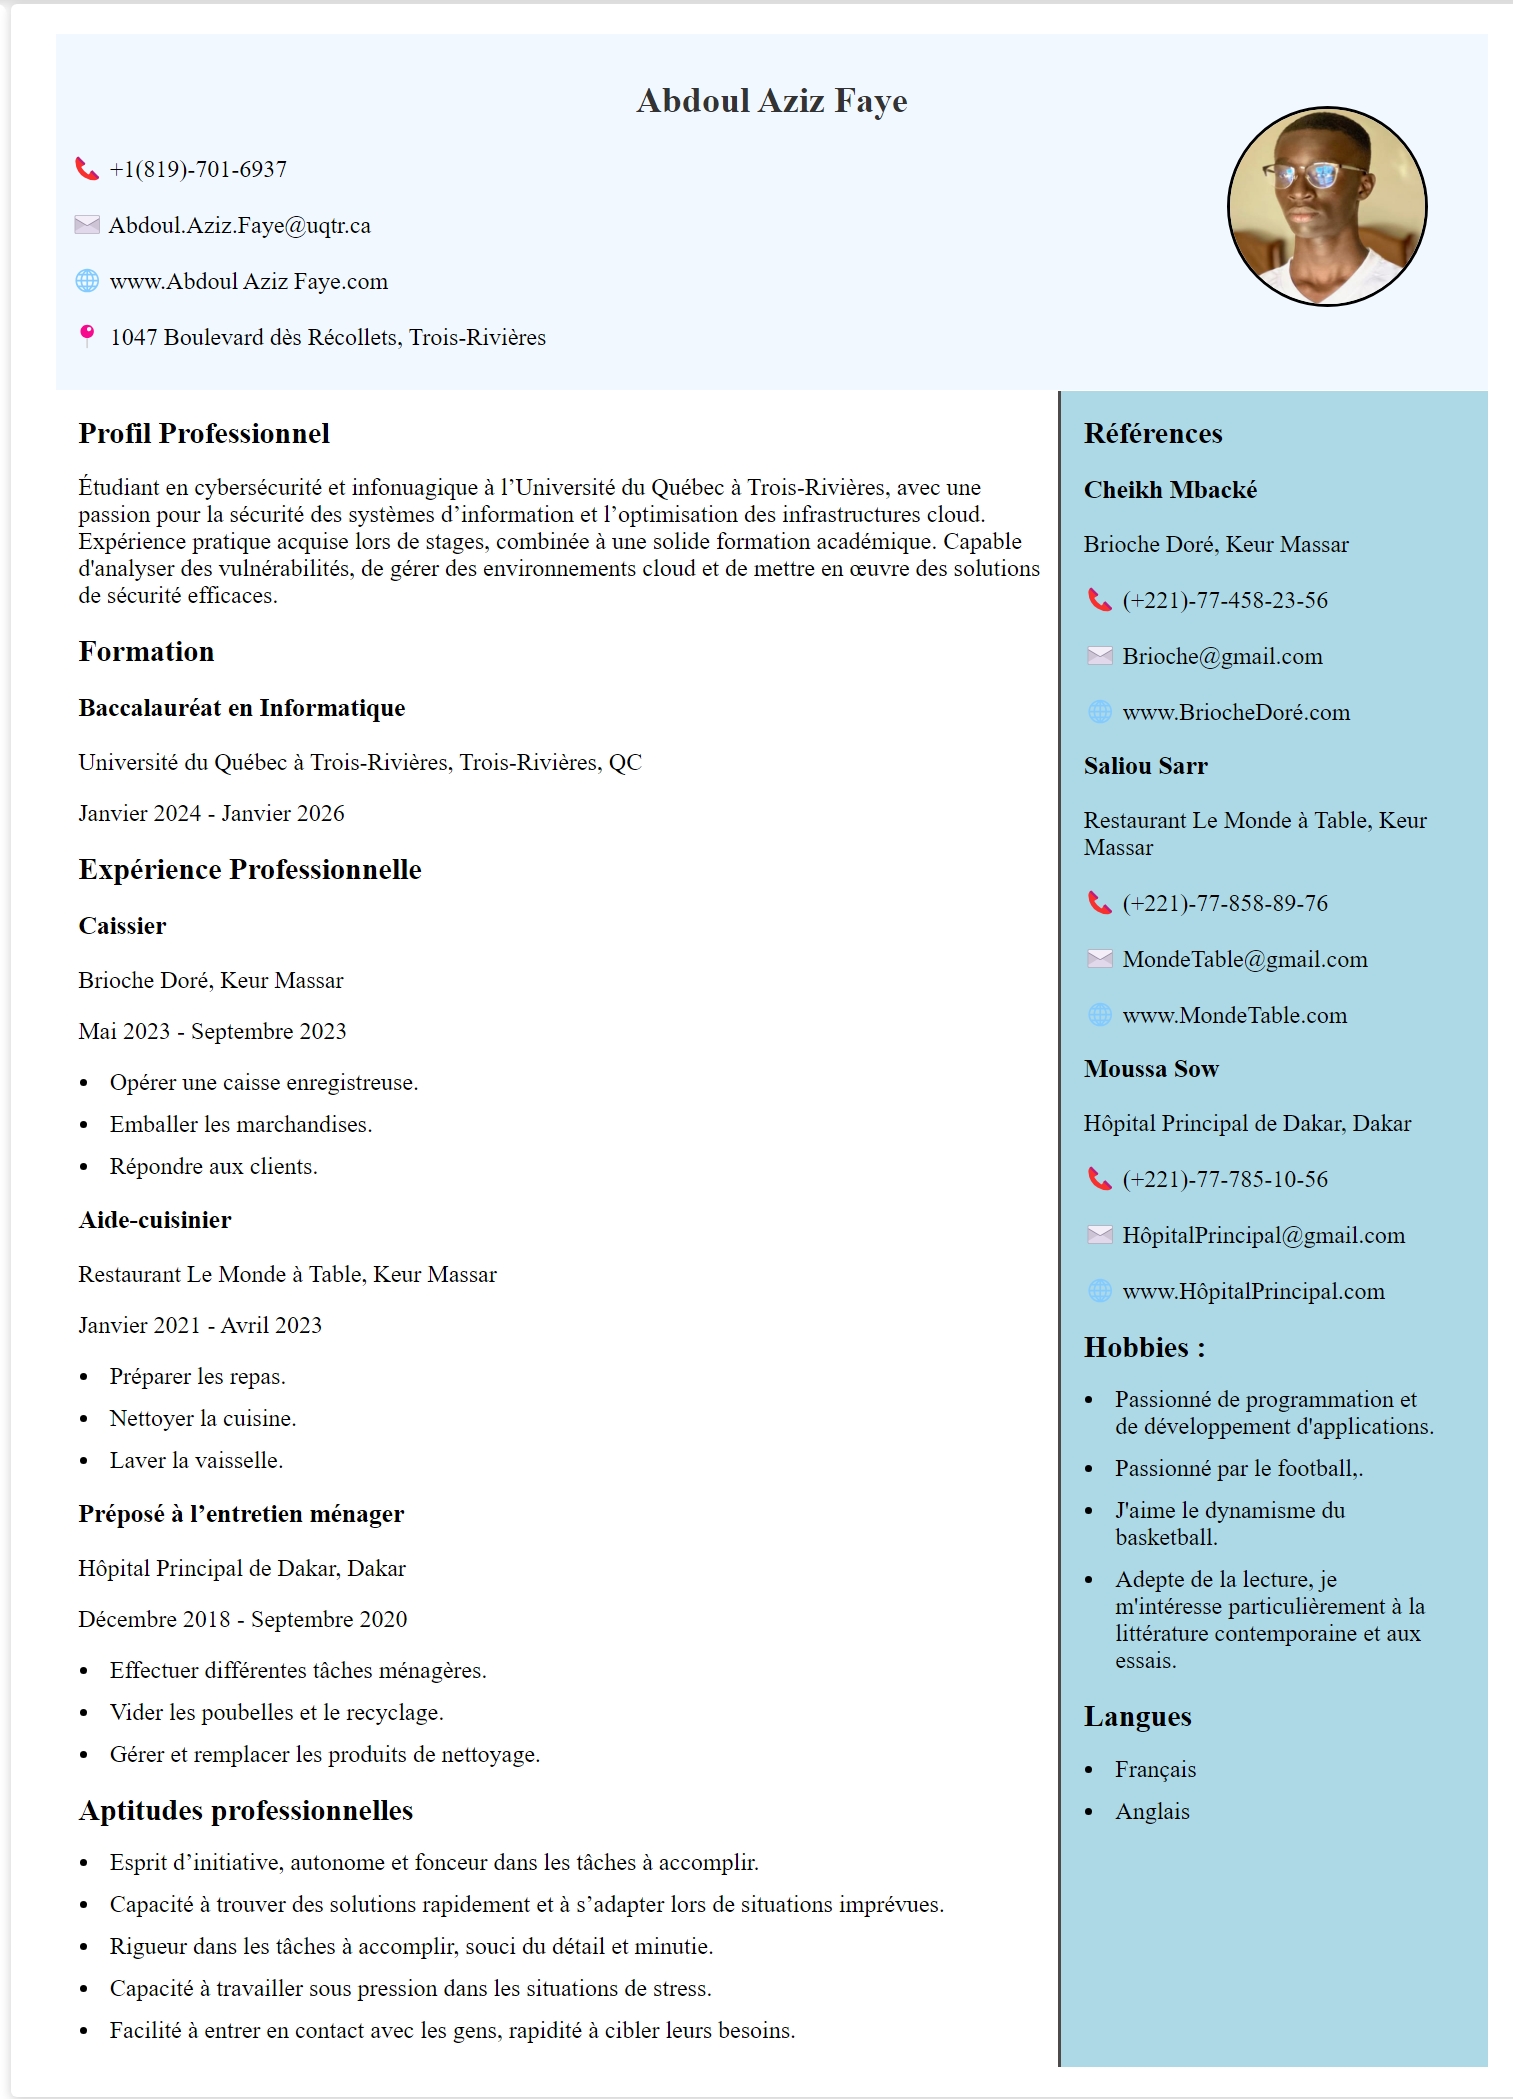 Abdoul Aziz Faye
+1(819)-701-6937
Abdoul.Aziz.Faye@uqtr.ca
www.Abdoul Aziz Faye.com
1047 Boulevard dès Récollets, Trois-Rivières
Profil Professionnel
Étudiant en cybersécurité et infonuagique à l’Université du Québec à Trois-Rivières, avec une
passion pour la sécurité des systèmes d’information et l’optimisation des infrastructures cloud.
Expérience pratique acquise lors de stages, combinée à une solide formation académique. Capable
d'analyser des vulnérabilités, de gérer des environnements cloud et de mettre en œuvre des solutions
de sécurité efficaces.
Formation
Baccalauréat en Informatique
Université du Québec à Trois-Rivières, Trois-Rivières, QC
Janvier 2024 - Janvier 2026
Expérience Professionnelle
Caissier
Brioche Doré, Keur Massar
Mai 2023 - Septembre 2023
• Opérer une caisse enregistreuse.
• Emballer les marchandises.
• Répondre aux clients.
Aide-cuisinier
Restaurant Le Monde à Table, Keur Massar
Janvier 2021 - Avril 2023
• Préparer les repas.
• Nettoyer la cuisine.
• Laver la vaisselle.
Préposé à l’entretien ménager
Hôpital Principal de Dakar, Dakar
Décembre 2018 - Septembre 2020
• Effectuer différentes tâches ménagères.
• Vider les poubelles et le recyclage.
• Gérer et remplacer les produits de nettoyage.
Aptitudes professionnelles
• Esprit d’initiative, autonome et fonceur dans les tâches à accomplir.
• Capacité à trouver des solutions rapidement et à s’adapter lors de situations imprévues.
• Rigueur dans les tâches à accomplir, souci du détail et minutie.
• Capacité à travailler sous pression dans les situations de stress.
• Facilité à entrer en contact avec les gens, rapidité à cibler leurs besoins.
Références
Cheikh Mbacké
Brioche Doré, Keur Massar
(+221)-77-458-23-56
Brioche@gmail.com
www.BriocheDoré.com
Saliou Sarr
Restaurant Le Monde à Table, Keur
Massar
(+221)-77-858-89-76
MondeTable@gmail.com
www.MondeTable.com
Moussa Sow
Hôpital Principal de Dakar, Dakar
(+221)-77-785-10-56
HôpitalPrincipal@gmail.com
www.HôpitalPrincipal.com
Hobbies :
• Passionné de programmation et
de développement d'applications.
• Passionné par le football,.
• J'aime le dynamisme du
basketball.
• Adepte de la lecture, je
m'intéresse particulièrement à la
littérature contemporaine et aux
essais.
Langues
• Français
• Anglais